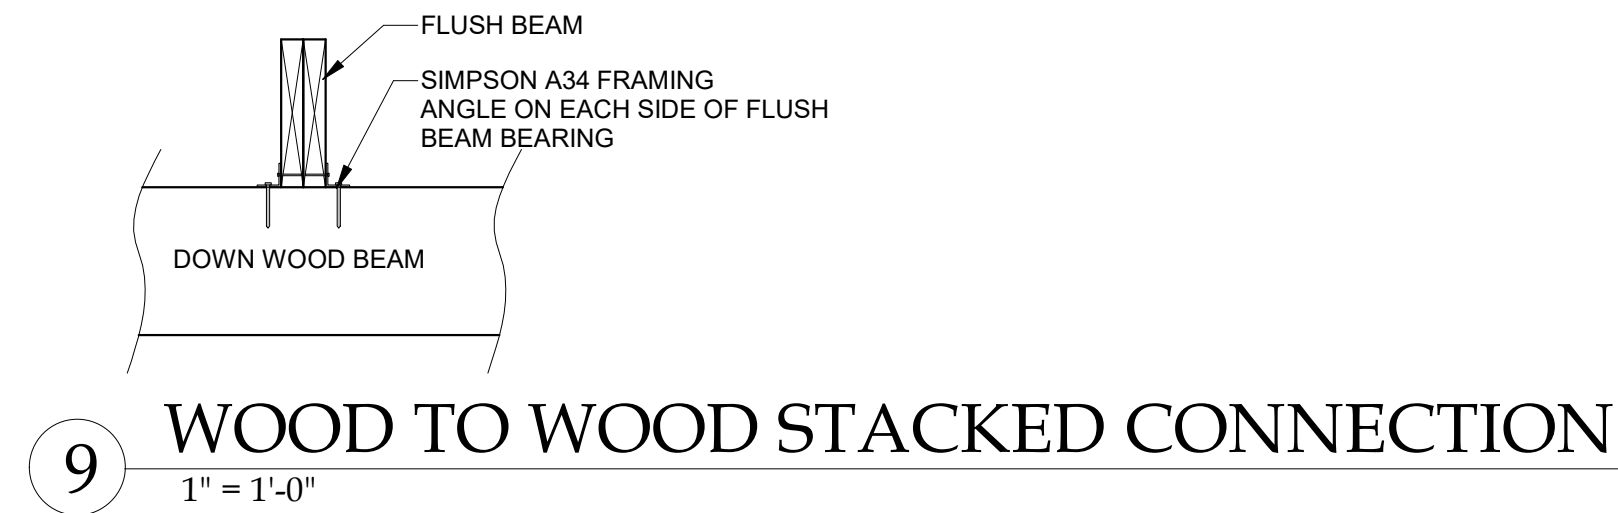 FLUSH BEAM
SIMPSON A34 FRAMING
ANGLE ON EACH SIDE OF FLUSH
BEAM BEARING
DOWN WOOD BEAM
9
WOOD TO WOOD STACKED CONNECTION
1" = 1'-0"